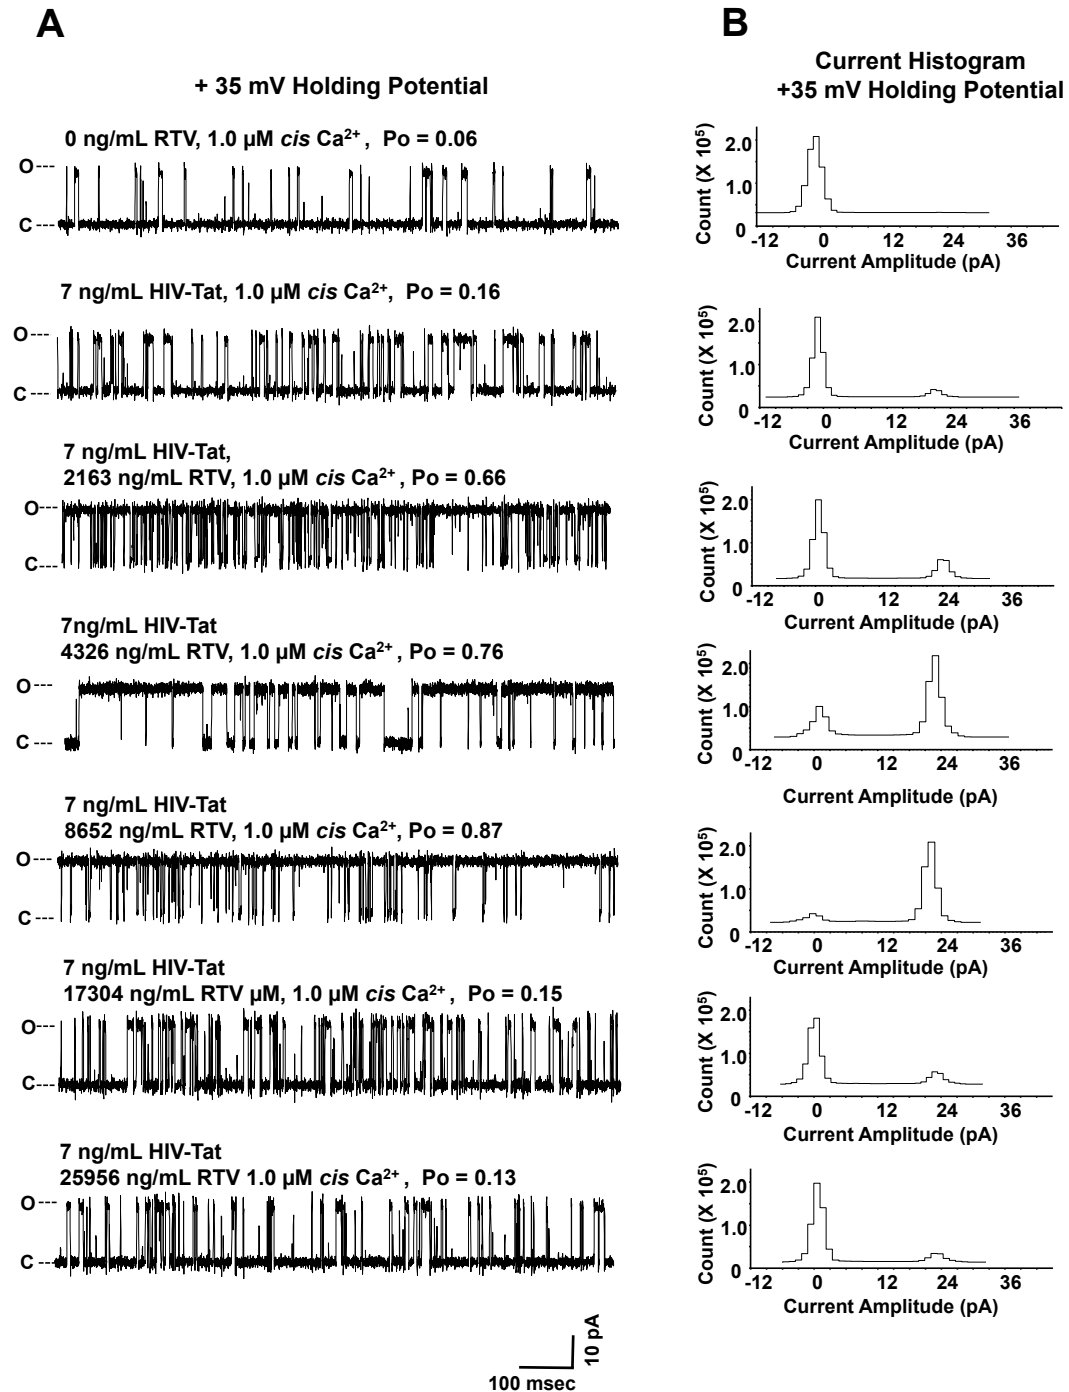 A
+ 35 mV Holding Potential
0 ng/mL RTV, 1.0 µM cis Ca²⁺ , Po = 0.06
O ---
C ---
7 ng/mL HIV-Tat, 1.0 µM cis Ca²⁺, Po = 0.16
O ---
C ---
7 ng/mL HIV-Tat,
2163 ng/mL RTV, 1.0 µM cis Ca²⁺ , Po = 0.66
O---
C---
7ng/mL HIV-Tat
4326 ng/mL RTV, 1.0 µM cis Ca²⁺ , Po = 0.76
O ---
C ---
7 ng/mL HIV-Tat
8652 ng/mL RTV, 1.0 µM cis Ca²⁺, Po = 0.87
O ---
C ---
7 ng/mL HIV-Tat
17304 ng/mL RTV µM, 1.0 µM cis Ca²⁺ , Po = 0.15
O---
C---
7 ng/mL HIV-Tat
25956 ng/mL RTV 1.0 µM cis Ca²⁺ , Po = 0.13
O ---
C ---
10 pA
100 msec
B
Current Histogram
+35 mV Holding Potential
Count (X 10⁵)
2.0
1.0
0
-12 0 12 24 36
Current Amplitude (pA)
Count (X 10⁵)
2.0
1.0
0
-12 0 12 24 36
Current Amplitude (pA)
Count (X 10⁵)
2.0
1.0
0
-12 0 12 24 36
Current Amplitude (pA)
Count (X 10⁵)
2.0
1.0
0
-12 0 12 24 36
Current Amplitude (pA)
Count (X 10⁵)
2.0
1.0
0
-12 0 12 24 36
Current Amplitude (pA)
Count (X 10⁵)
2.0
1.0
0
-12 0 12 24 36
Current Amplitude (pA)
Count (X 10⁵)
2.0
1.0
0
-12 0 12 24 36
Current Amplitude (pA)